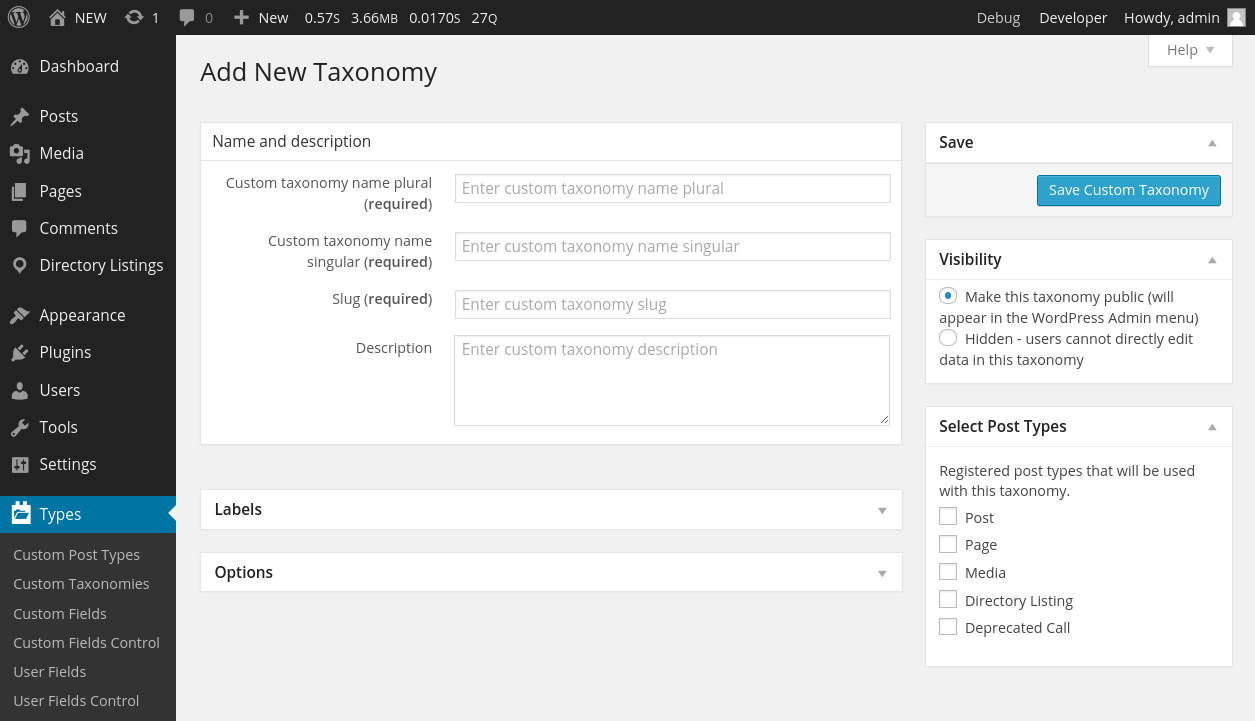 NEW 1 0 New 0.57S 3.66MB 0.0170S 27Q Debug Developer Howdy, admin
Help
Dashboard
Posts
Media
Pages
Comments
Directory Listings
Appearance
Plugins
Users
Tools
Settings
Types
Custom Post Types
Custom Taxonomies
Custom Fields
Custom Fields Control
User Fields
User Fields Control
Add New Taxonomy
Name and description
Custom taxonomy name plural
(required)
Enter custom taxonomy name plural
Custom taxonomy name
singular (required)
Enter custom taxonomy name singular
Slug (required)
Enter custom taxonomy slug
Description
Enter custom taxonomy description
Labels
Options
Save
Save Custom Taxonomy
Visibility
Make this taxonomy public (will
appear in the WordPress Admin menu)
Hidden - users cannot directly edit
data in this taxonomy
Select Post Types
Registered post types that will be used
with this taxonomy.
Post
Page
Media
Directory Listing
Deprecated Call